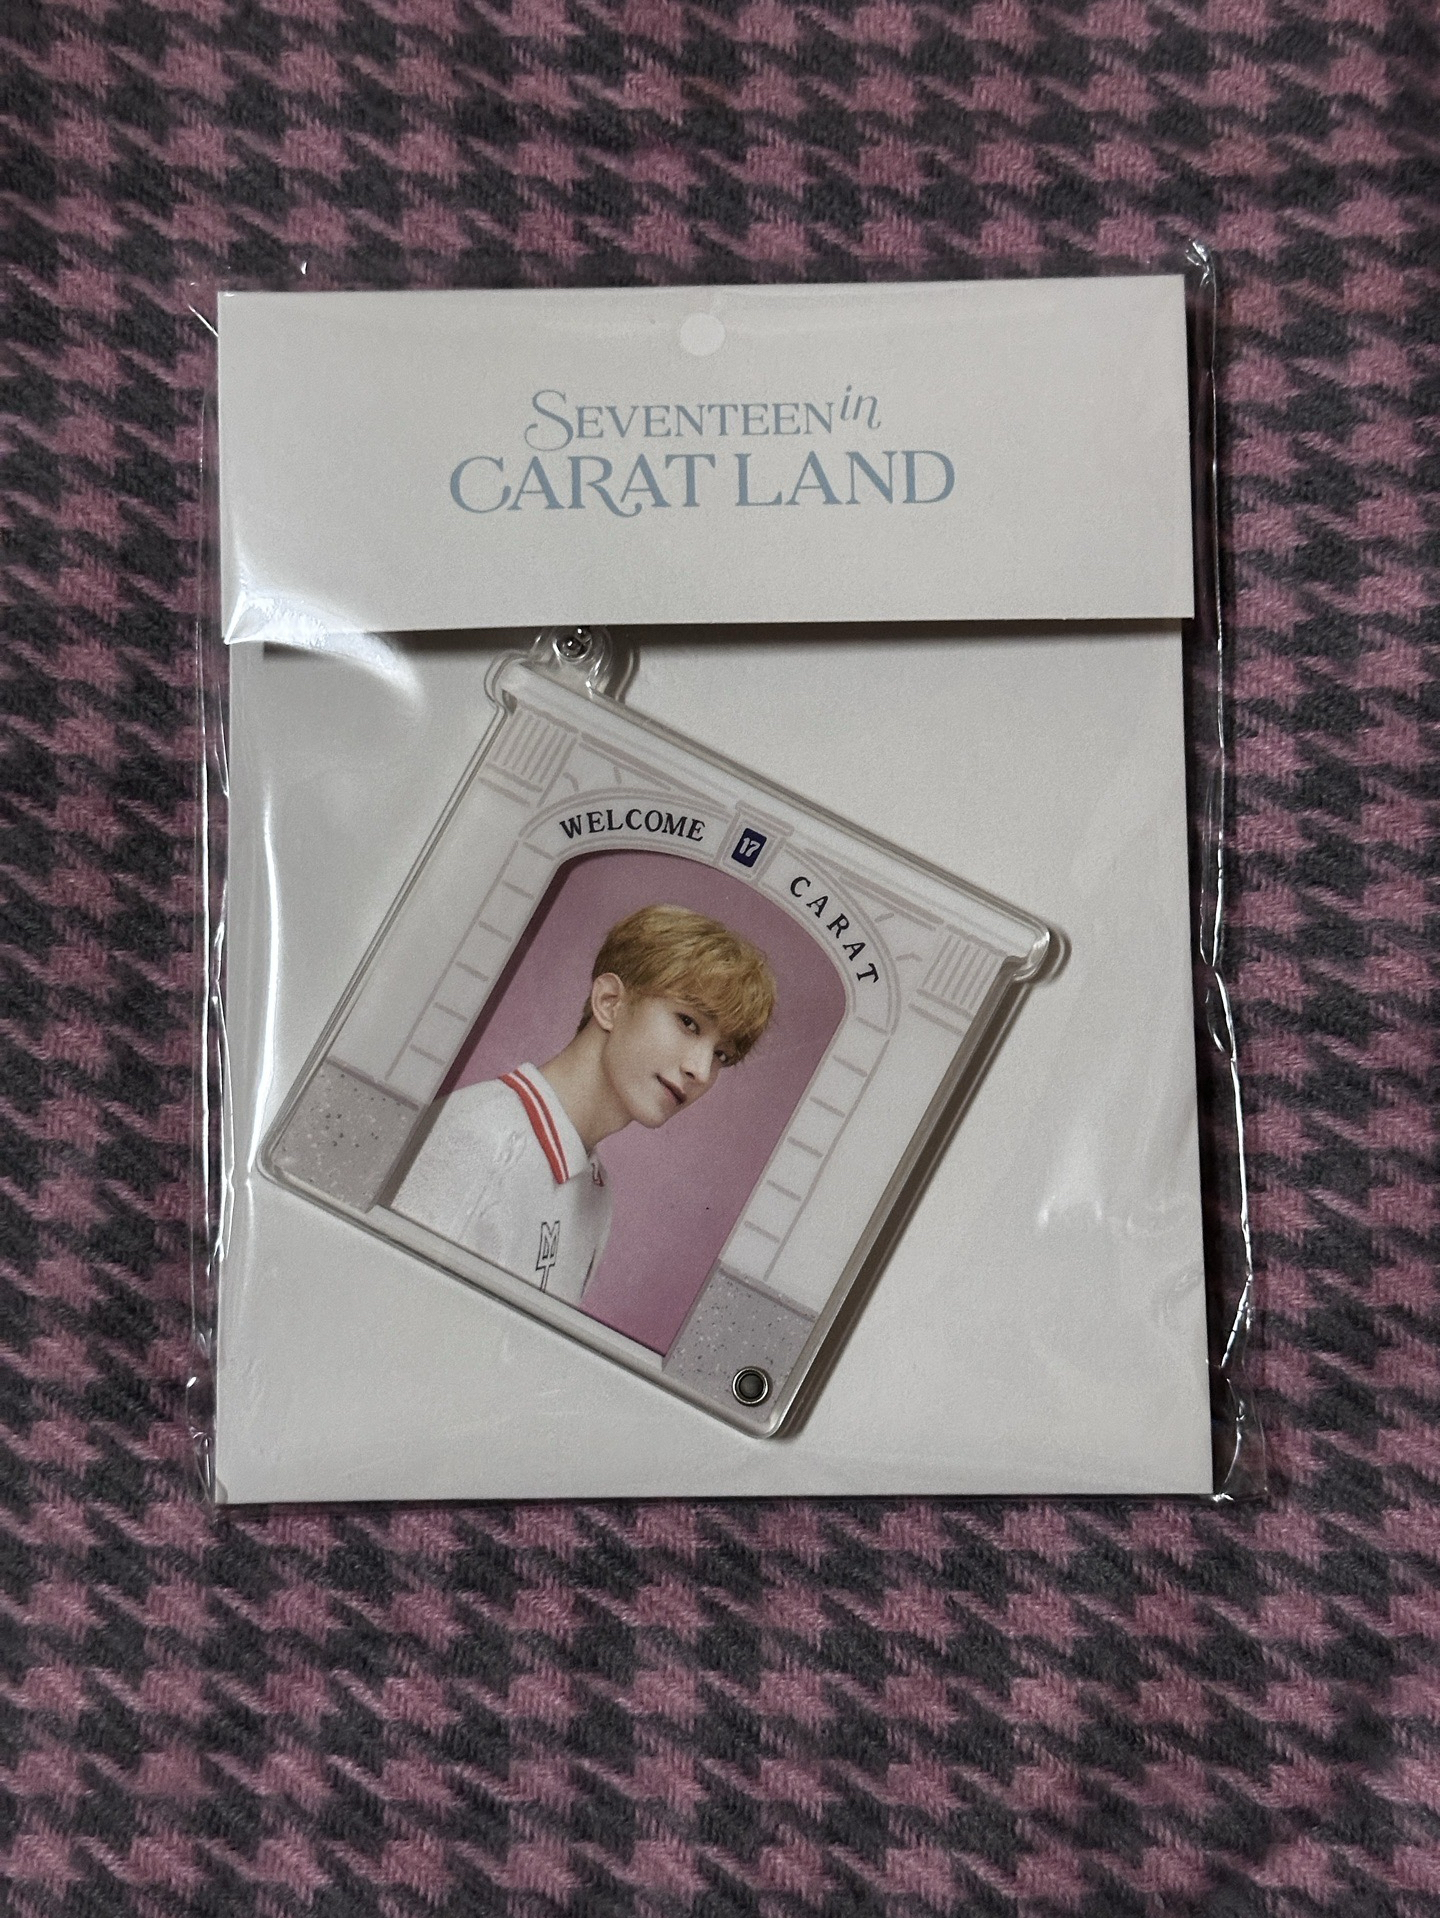 SEVENTEEN in
CARAT LAND
WELCOME 17 CARAT